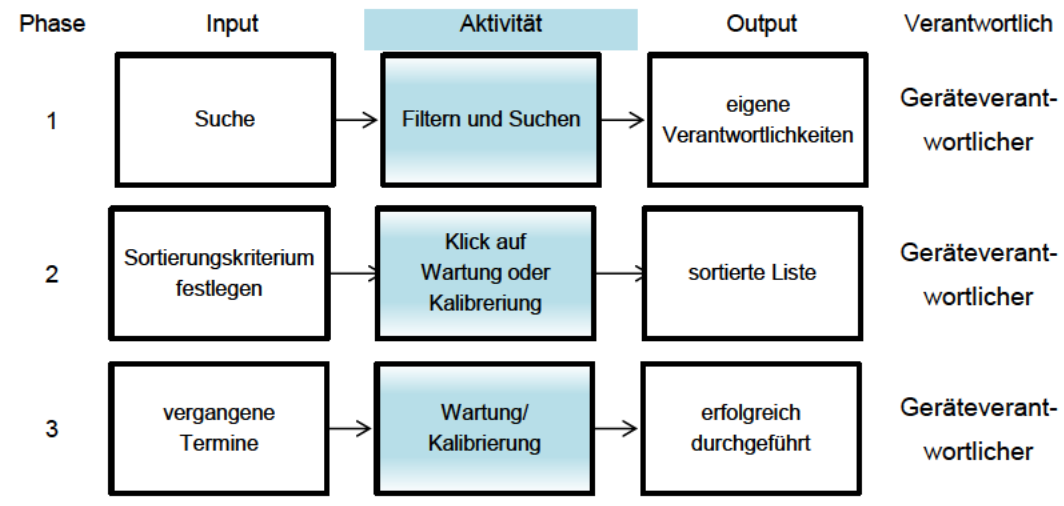 Phase Input Aktivität Output Verantwortlich
1
Suche
Filtern und Suchen
eigene
Verantwortlichkeiten
Geräteverant-
wortlicher
2
Sortierungskriterium
festlegen
Klick auf
Wartung oder
Kalibreriung
sortierte Liste
Geräteverant-
wortlicher
3
vergangene
Termine
Wartung/
Kalibrierung
erfolgreich
durchgeführt
Geräteverant-
wortlicher